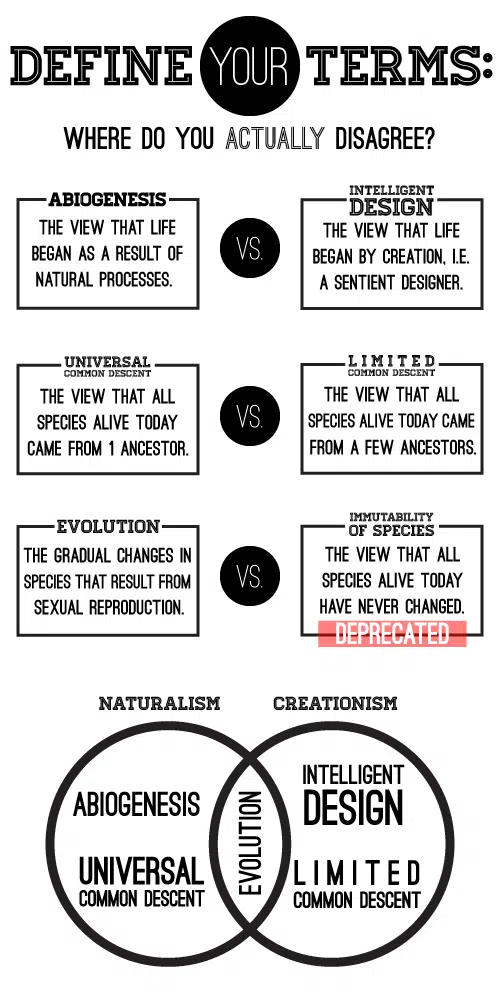 DEFINE YOUR TERMS:
WHERE DO YOU ACTUALLY DISAGREE?
ABIOGENESIS
THE VIEW THAT LIFE
BEGAN AS A RESULT OF
NATURAL PROCESSES.
VS.
INTELLIGENT
DESIGN
THE VIEW THAT LIFE
BEGAN BY CREATION, I.E.
A SENTIENT DESIGNER.
UNIVERSAL
COMMON DESCENT
THE VIEW THAT ALL
SPECIES ALIVE TODAY
CAME FROM 1 ANCESTOR.
VS.
LIMITED
COMMON DESCENT
THE VIEW THAT ALL
SPECIES ALIVE TODAY CAME
FROM A FEW ANCESTORS.
EVOLUTION
THE GRADUAL CHANGES IN
SPECIES THAT RESULT FROM
SEXUAL REPRODUCTION.
VS.
IMMUTABILITY
OF SPECIES
THE VIEW THAT ALL
SPECIES ALIVE TODAY
HAVE NEVER CHANGED.
DEPRECATED
NATURALISM
CREATIONISM
ABIOGENESIS
UNIVERSAL
COMMON DESCENT
EVOLUTION
INTELLIGENT
DESIGN
LIMITED
COMMON DESCENT